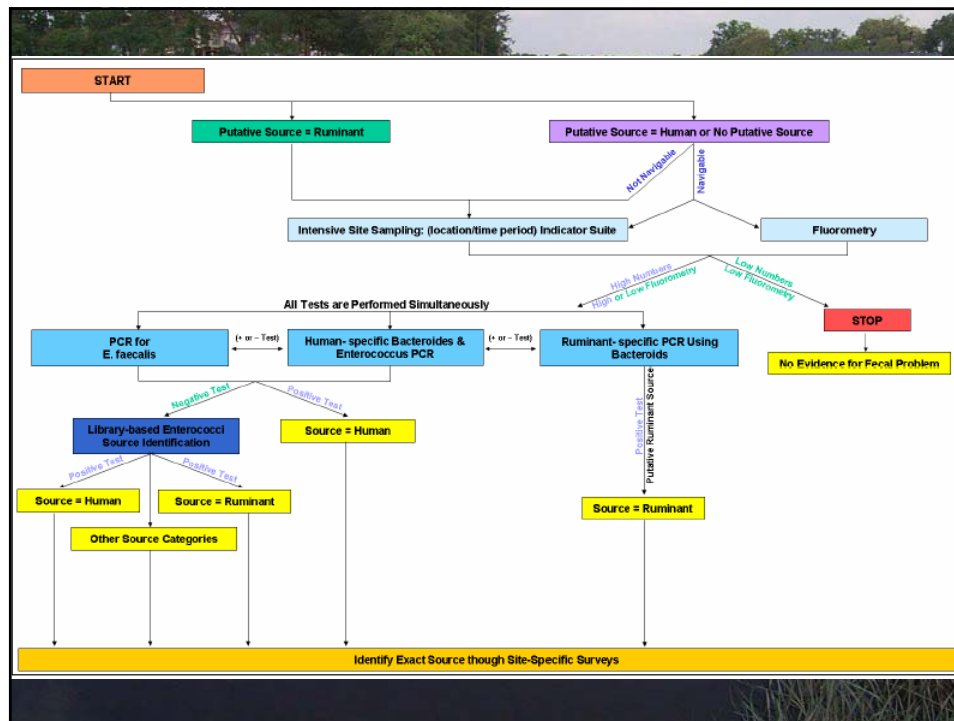 START
Putative Source = Ruminant
Putative Source = Human or No Putative Source
Not Navigable
Navigable
Intensive Site Sampling: (location/time period) Indicator Suite
Fluorometry
High Numbers
High or Low Fluorometry
Low Numbers
Low Fluorometry
All Tests are Performed Simultaneously
STOP
PCR for
E. faecalis
(+ or – Test)
Human- specific Bacteroides &
Enterococcus PCR
(+ or – Test)
Ruminant- specific PCR Using
Bacteroids
No Evidence for Fecal Problem
Negative Test
Positive Test
Positive Test
Putative Ruminant Source
Library-based Enterococci
Source Identification
Source = Human
Positive Test
Positive Test
Source = Human
Source = Ruminant
Source = Ruminant
Other Source Categories
Identify Exact Source though Site-Specific Surveys